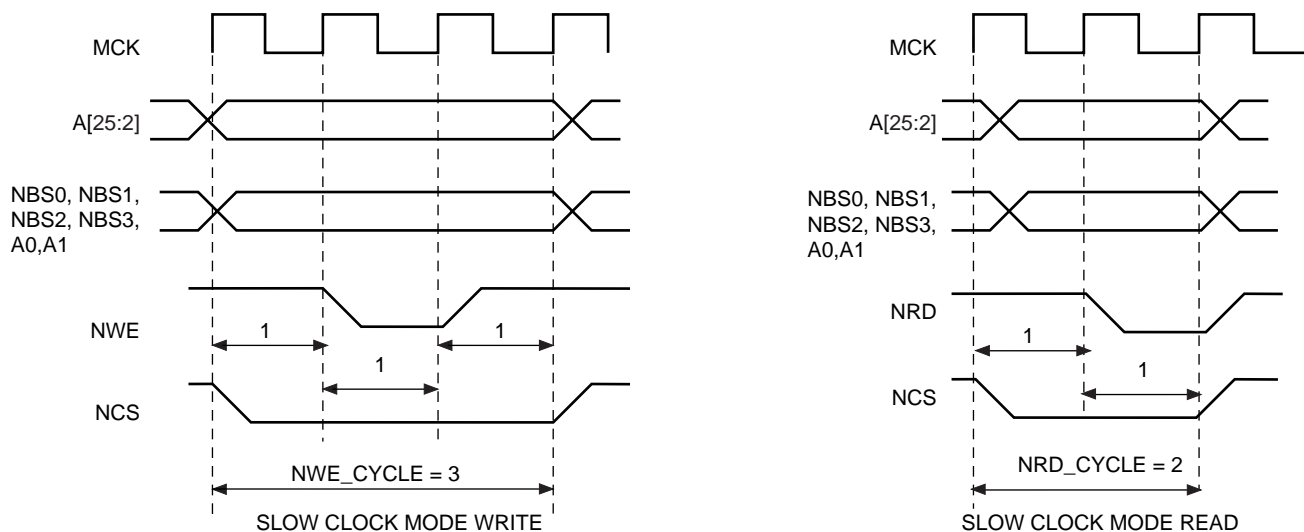 MCK
A[25:2]
NBS0, NBS1,
NBS2, NBS3,
A0,A1
NWE
1
1
1
NCS
NWE_CYCLE = 3
SLOW CLOCK MODE WRITE
MCK
A[25:2]
NBS0, NBS1,
NBS2, NBS3,
A0,A1
NRD
1
1
NCS
NRD_CYCLE = 2
SLOW CLOCK MODE READ